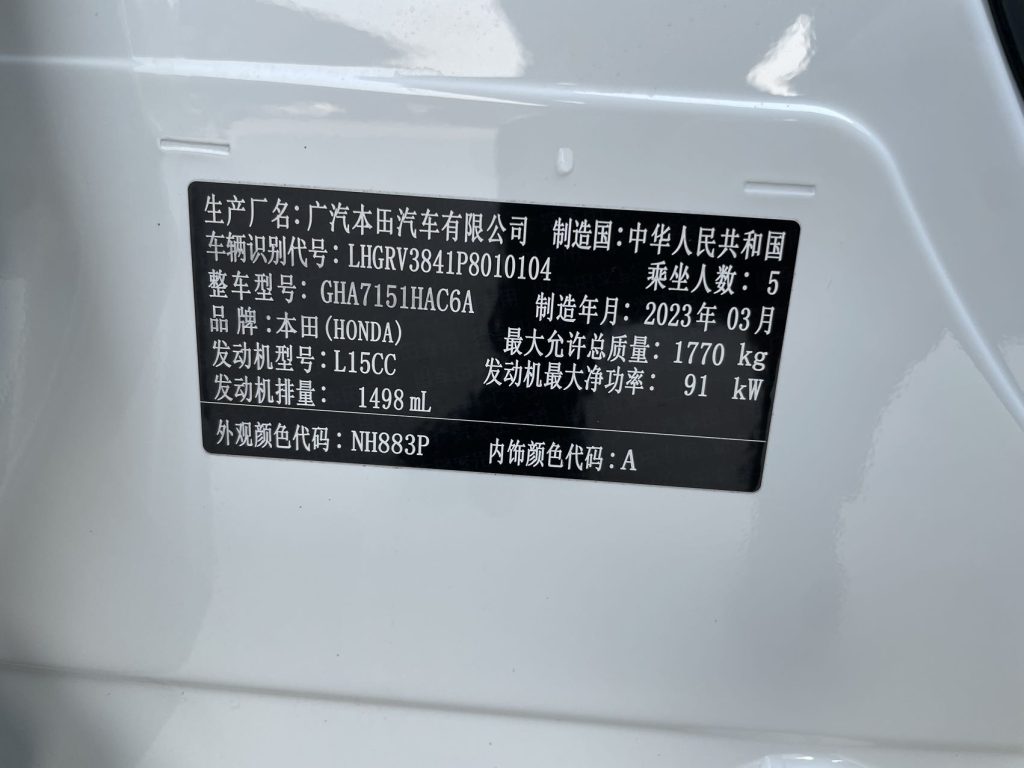 生产厂名：广汽本田汽车有限公司 制造国：中华人民共和国
车辆识别代号：LHGRV3841P8010104 乘坐人数：5
整车型号：GHA7151HAC6A 制造年月：2023年 03月
品 牌：本田(HONDA) 最大允许总质量：1770 kg
发动机型号：L15CC 发动机最大净功率： 91 kW
发动机排量： 1498 mL
外观颜色代码：NH883P 内饰颜色代码：A